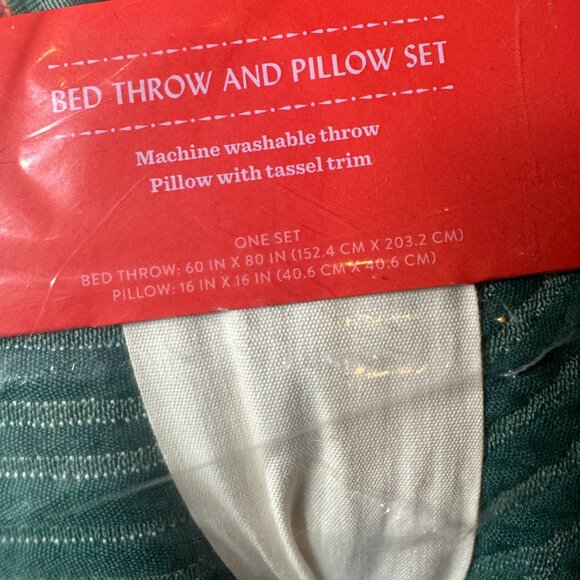 BED THROW AND PILLOW SET
Machine washable throw
Pillow with tassel trim
ONE SET
BED THROW: 60 IN X 80 IN (152.4 CM X 203.2 CM)
PILLOW: 16 IN X 16 IN (40.6 CM X 40.6 CM)